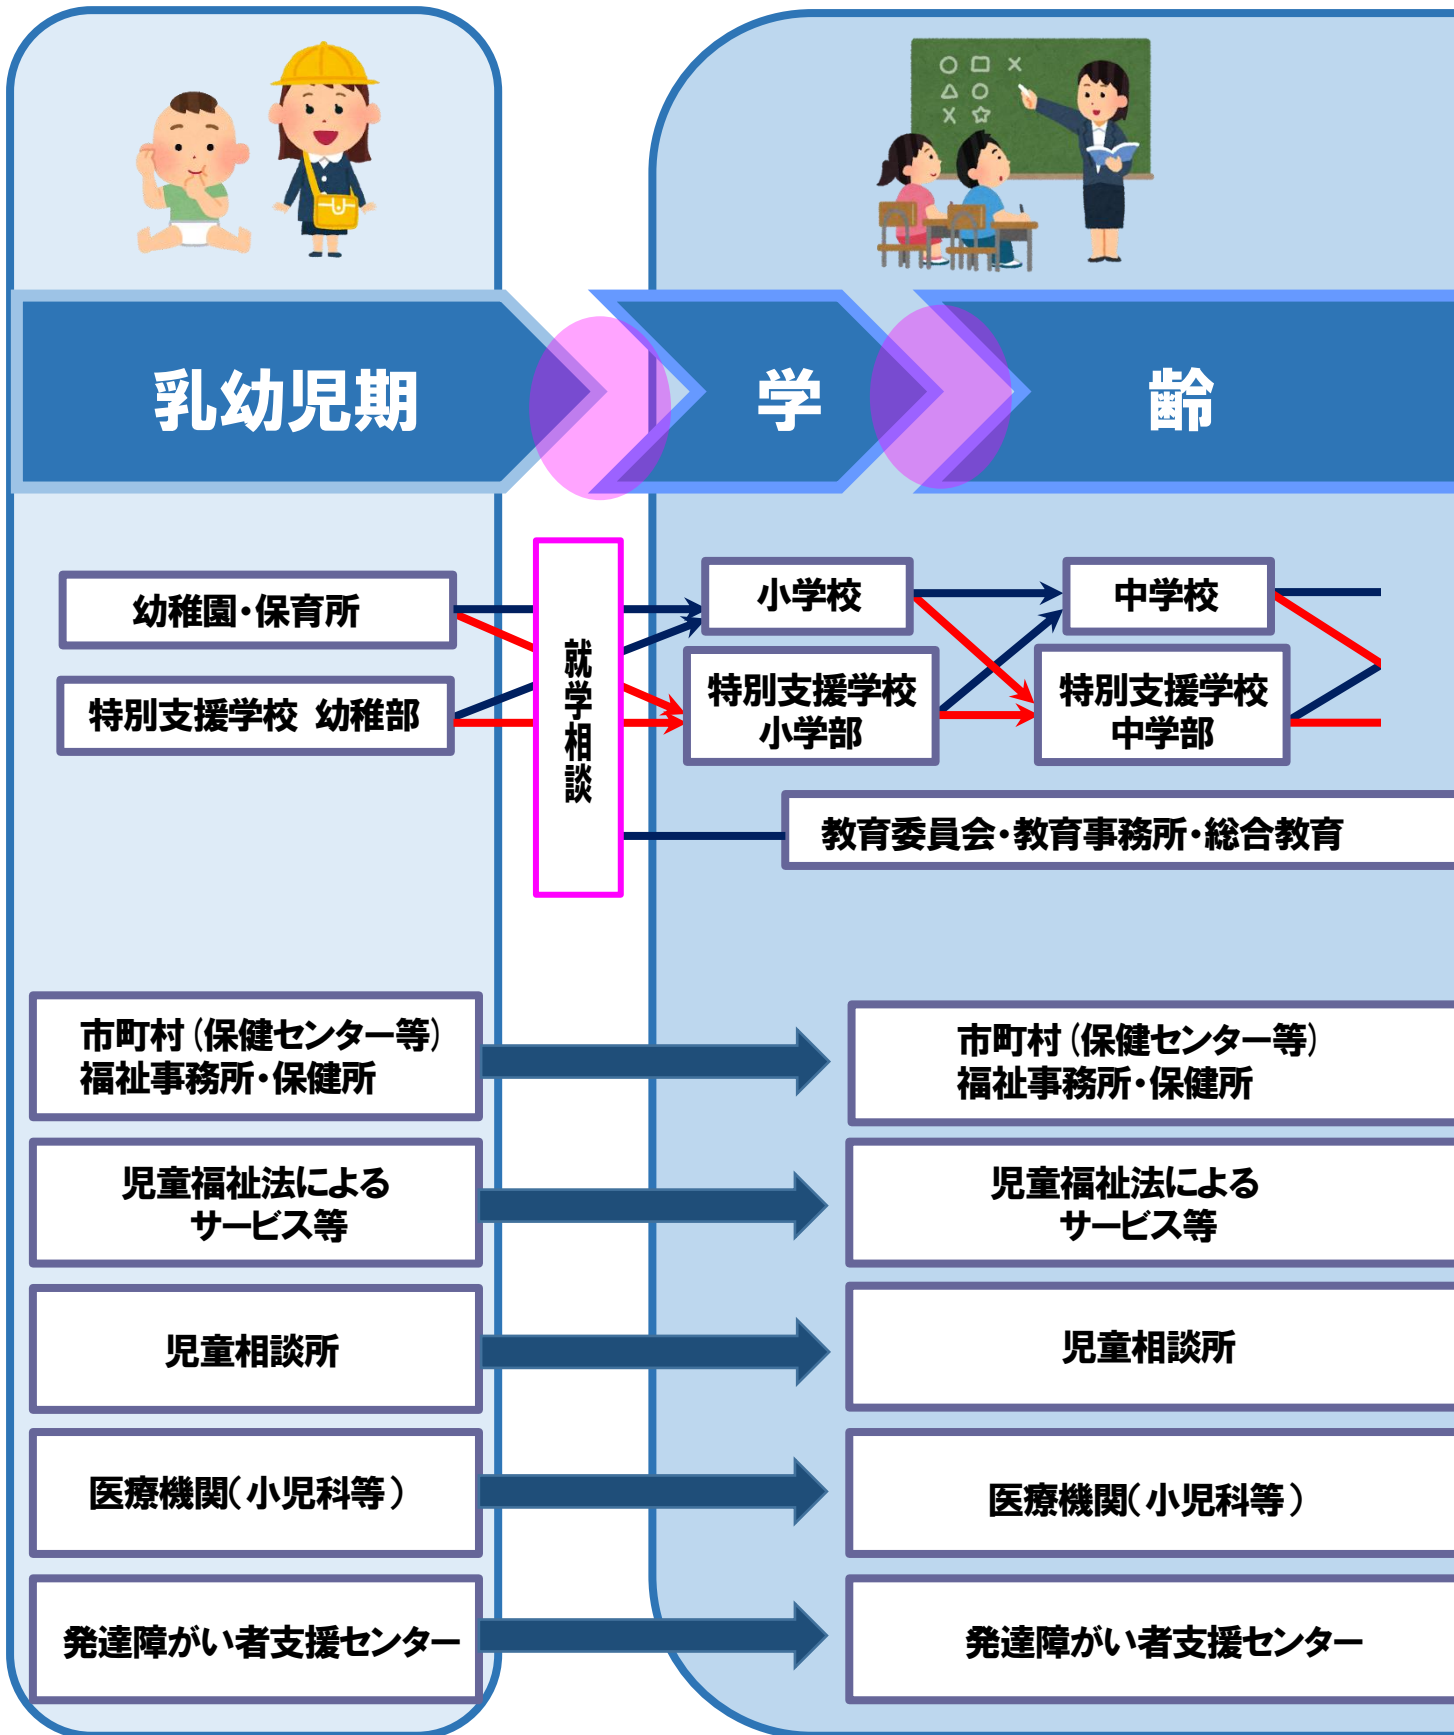 乳幼児期
学
齢
幼稚園・保育所
特別支援学校 幼稚部
就学相談
小学校
特別支援学校
小学部
中学校
特別支援学校
中学部
教育委員会・教育事務所・総合教育
市町村(保健センター等)
福祉事務所・保健所
市町村(保健センター等)
福祉事務所・保健所
児童福祉法による
サービス等
児童福祉法による
サービス等
児童相談所
児童相談所
医療機関(小児科等)
医療機関(小児科等)
発達障がい者支援センター
発達障がい者支援センター